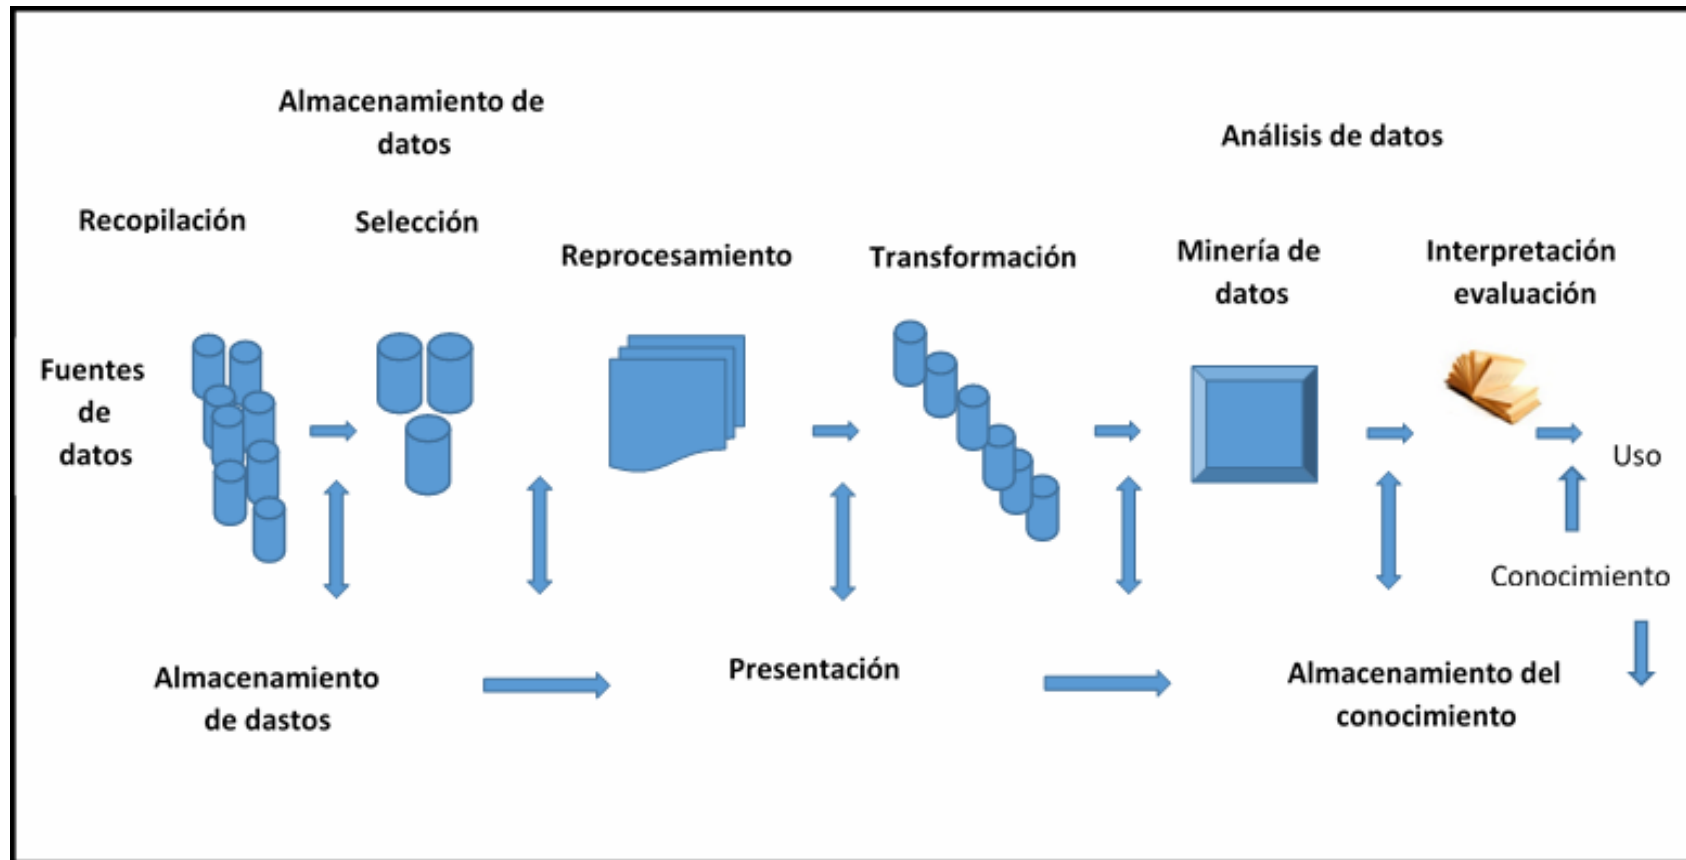 Almacenamiento de
datos
Análisis de datos
Recopilación
Selección
Reprocesamiento
Transformación
Minería de
datos
Interpretación
evaluación
Fuentes
de
datos
Uso
Conocimiento
Almacenamiento
de dastos
Presentación
Almacenamiento del
conocimiento